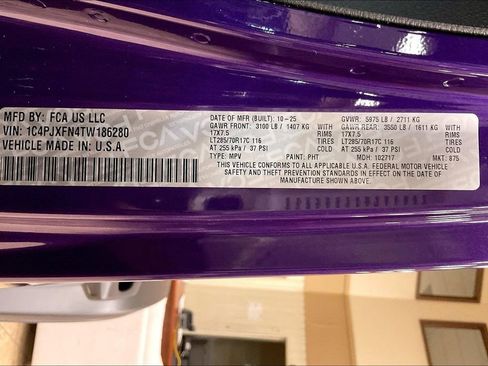 MFD BY: FCA US LLC
VIN: 1C4PJXFN4TW186280
VEHICLE MADE IN: U.S.A.
DATE OF MFR (BUILT): 10-25 GVWR: 5975 LB / 2711 KG
GAWR FRONT: 3100 LB / 1407 KG GAWR REAR: 3550 LB / 1611 KG
17X7.5 RIMS 17X7.5 RIMS
LT285/70R17C 116 TIRES LT285/70R17C 116 TIRES
AT 255 kPa / 37 PSI COLD AT 255 kPa / 37 PSI COLD
TYPE: MPV PAINT: PHT MDH: 102717 MKT: 875
THIS VEHICLE CONFORMS TO ALL APPLICABLE U.S.A. FEDERAL MOTOR VEHICLE
SAFETY AND THEFT PREVENTION STANDARDS IN EFFECT ON THE DATE OF
MANUFACTURE SHOWN ABOVE.